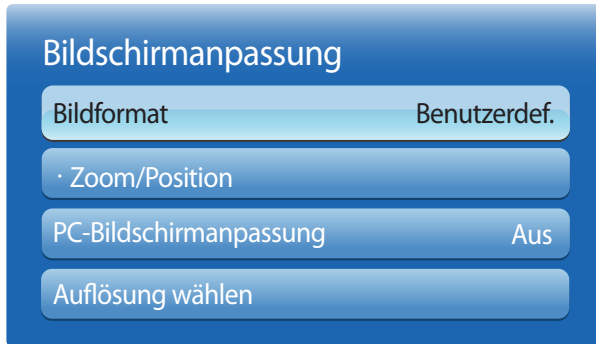 Bildschirmanpassung
Bildformat Benutzerdef.
· Zoom/Position
PC-Bildschirmanpassung Aus
Auflösung wählen